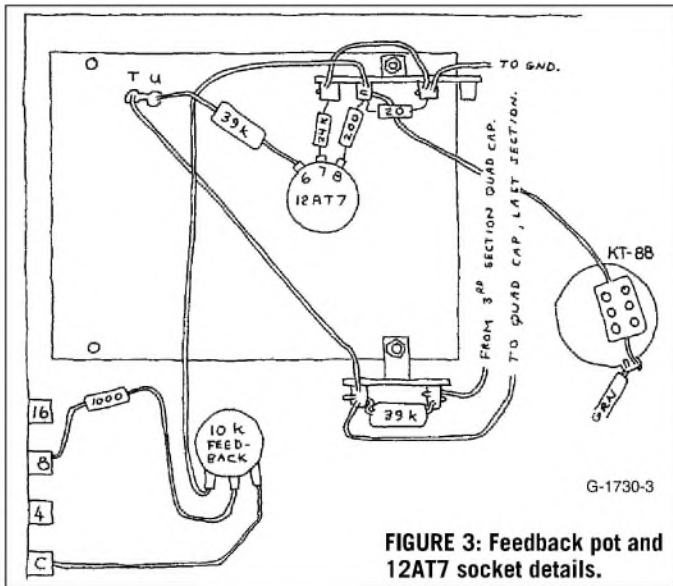 TO GND.
T U
39K
24K
200
20
6 7 8
12AT7
FROM 3RD SECTION QUAD CAP.
TO QUAD CAP, LAST SECTION.
KT-88
GRN
16
1000
8
10K
FEED-
BACK
39K
4
C
G-1730-3
FIGURE 3: Feedback pot and
12AT7 socket details.